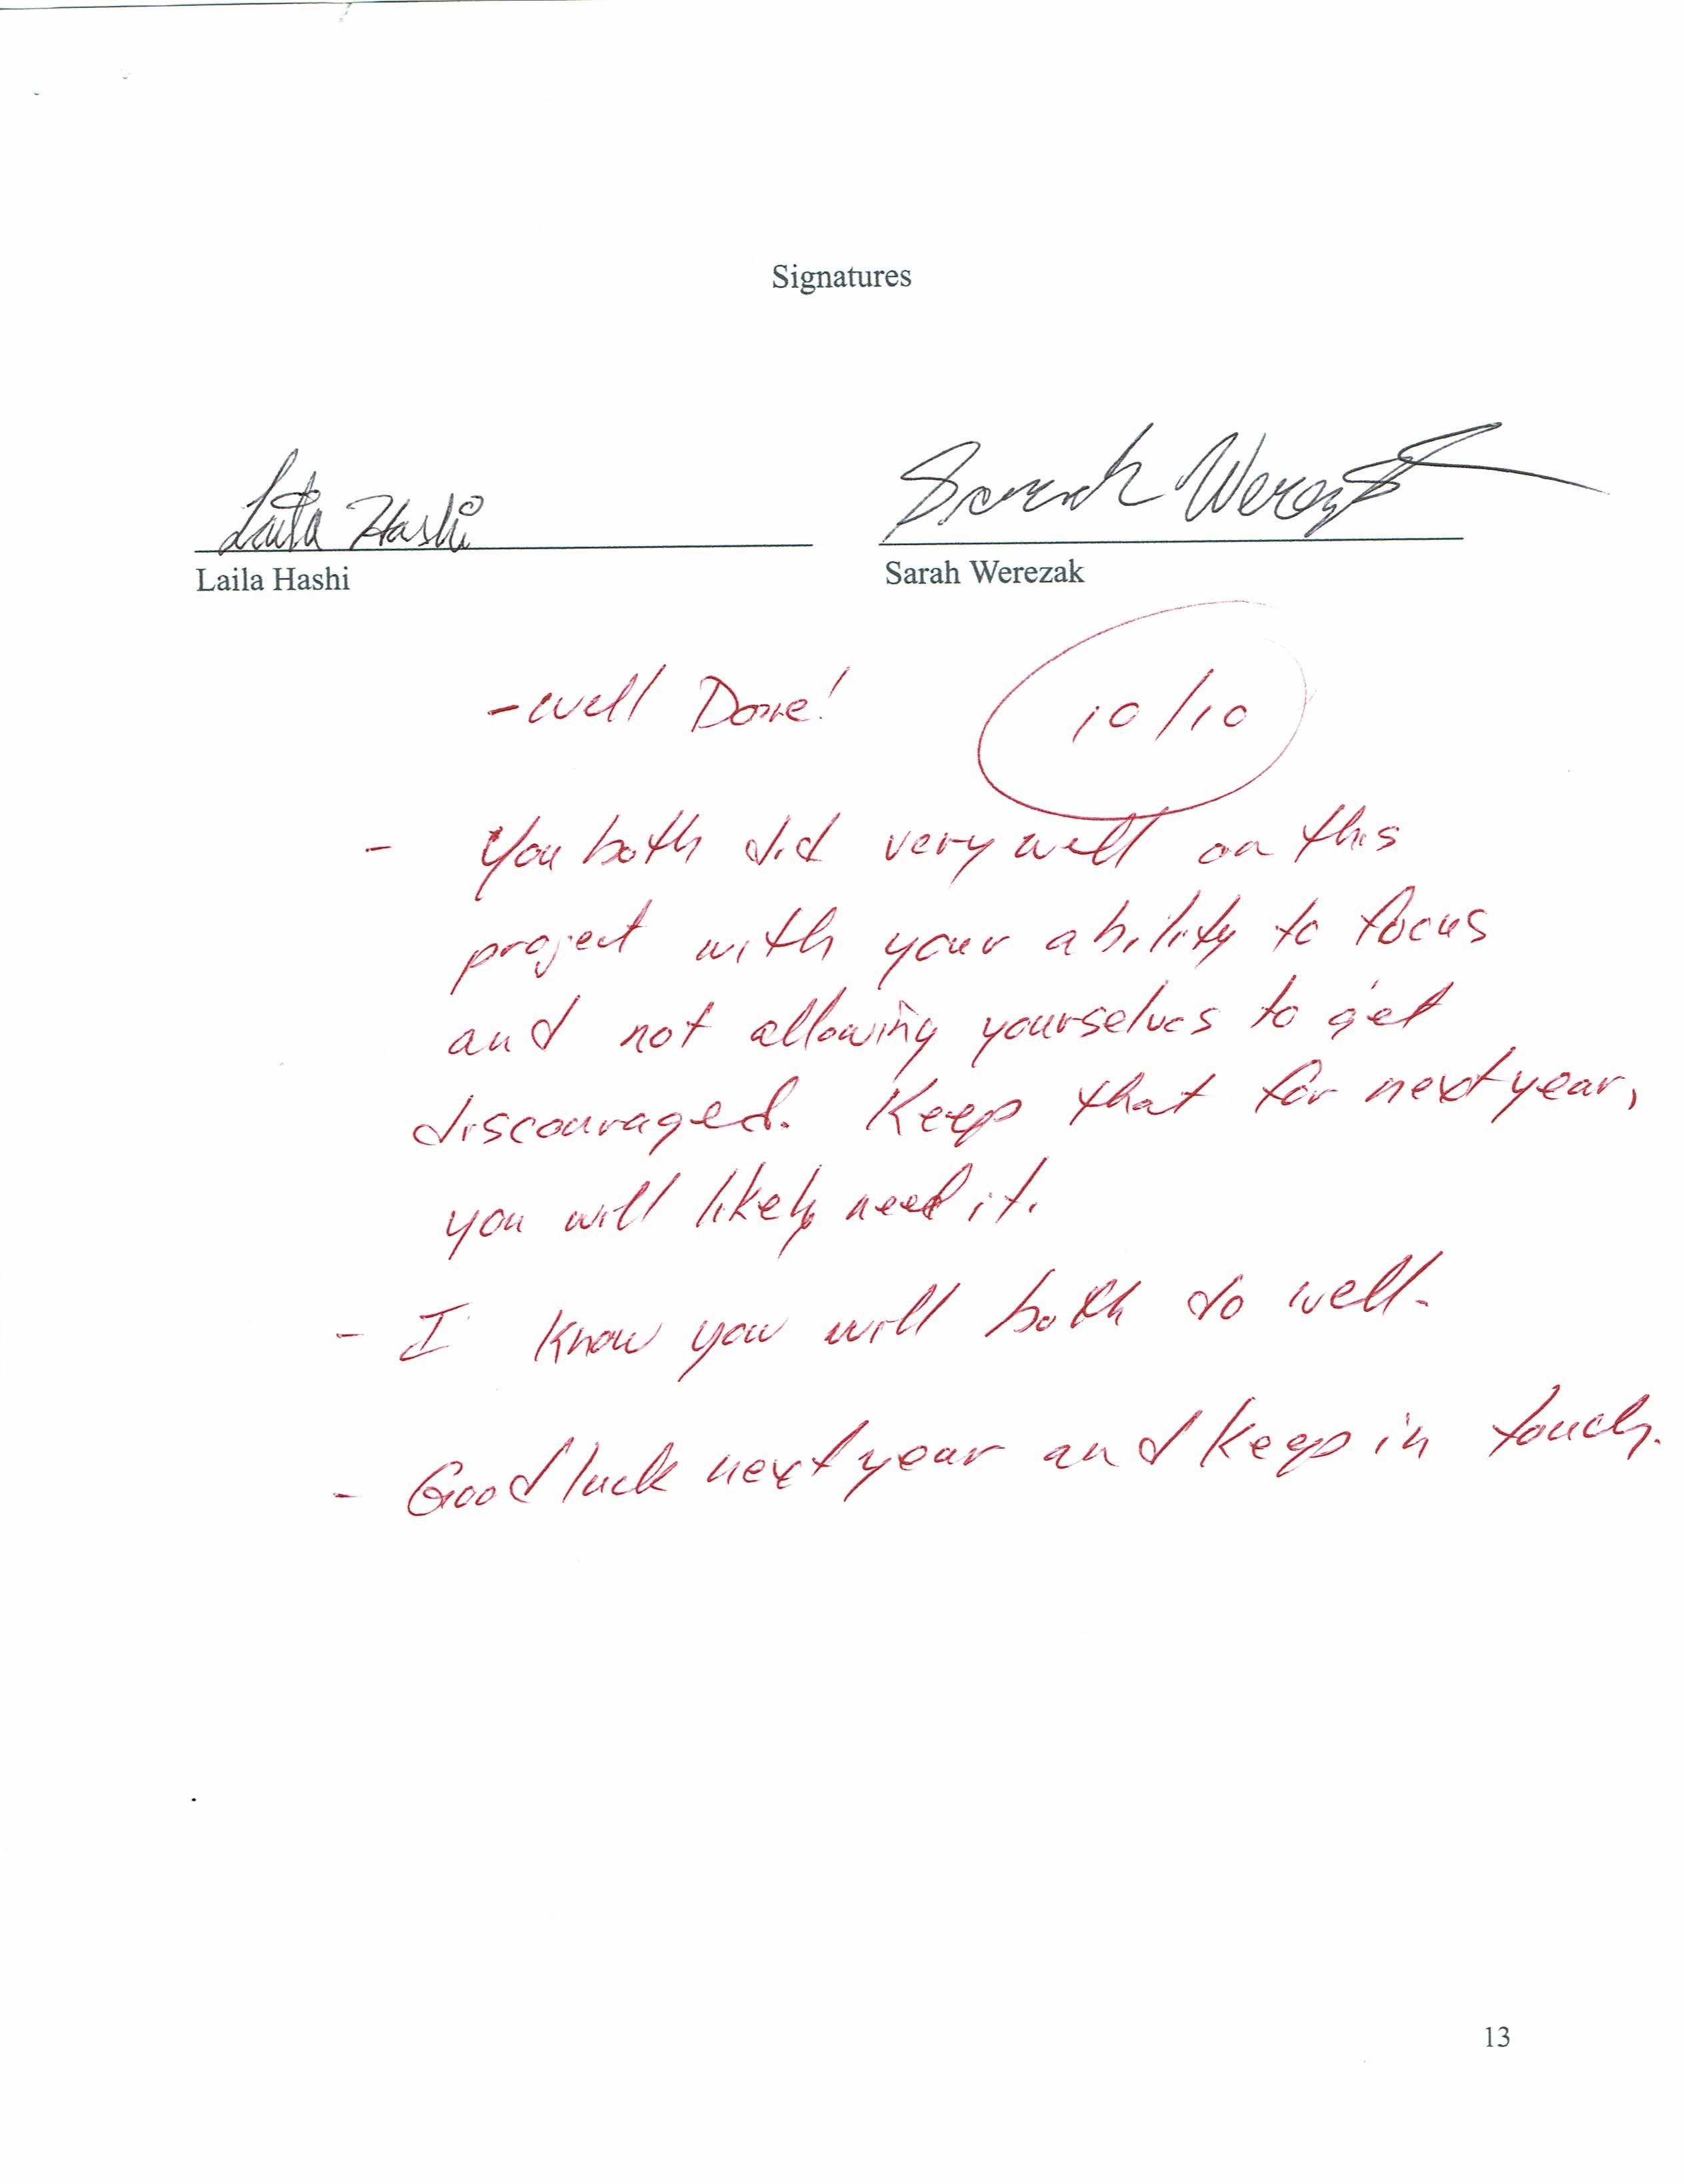 Signatures
Laila Hashi Sarah Werezak
Laila Hashi Sarah Werezak
-well Done! 10/10
- You both did very well on this
project with your ability to focus
and not allowing yourselves to get
discouraged. Keep that for next year,
you will likely need it.
- I know you will both do well.
- Good luck next year and keep in touch.
13